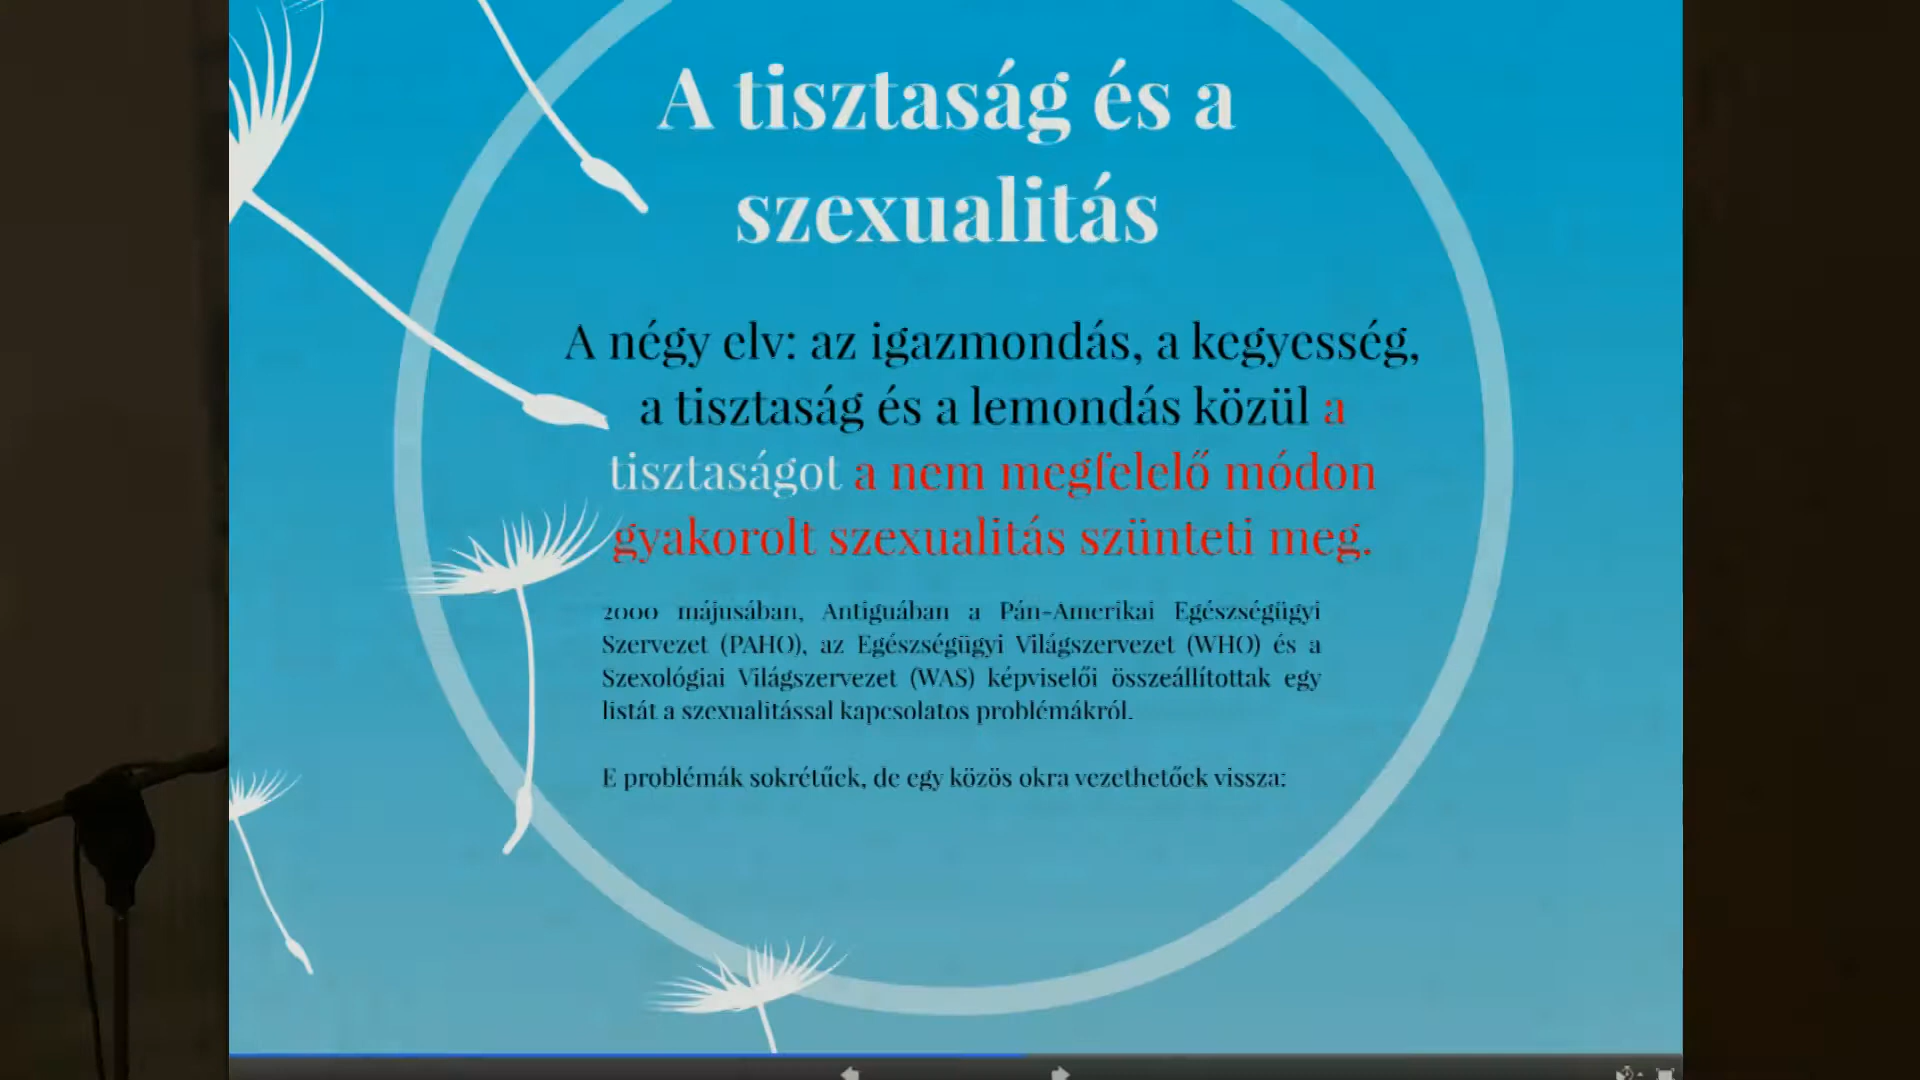 A tisztaság és a
szexualitás
A négy elv: az igazmondás, a kegyesség,
a tisztaság és a lemondás közül a
tisztaságot a nem megfelelő módon
gyakorolt szexualitás szünteti meg.
2000 májusában, Antiguában a Pán-Amerikai Egészségügyi
Szervezet (PAHO), az Egészségügyi Világszervezet (WHO) és a
Szexológiai Világszervezet (WAS) képviselői összeállítottak egy
listát a szexualitással kapcsolatos problémákról.
E problémák sokrétűek, de egy közös okra vezethetőek vissza: